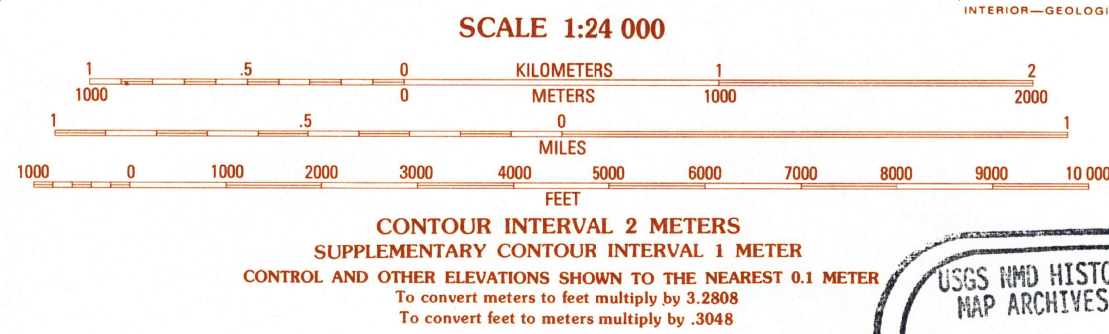 INTERIOR—GEOLOGI
SCALE 1:24 000
1 .5 0 KILOMETERS 1 2
1000 0 METERS 1000 2000
1 .5 0 1
MILES
1000 0 1000 2000 3000 4000 5000 6000 7000 8000 9000 10 000
FEET
CONTOUR INTERVAL 2 METERS
SUPPLEMENTARY CONTOUR INTERVAL 1 METER
CONTROL AND OTHER ELEVATIONS SHOWN TO THE NEAREST 0.1 METER
To convert meters to feet multiply by 3.2808
To convert feet to meters multiply by .3048
USGS NMD HISTO
MAP ARCHIVES